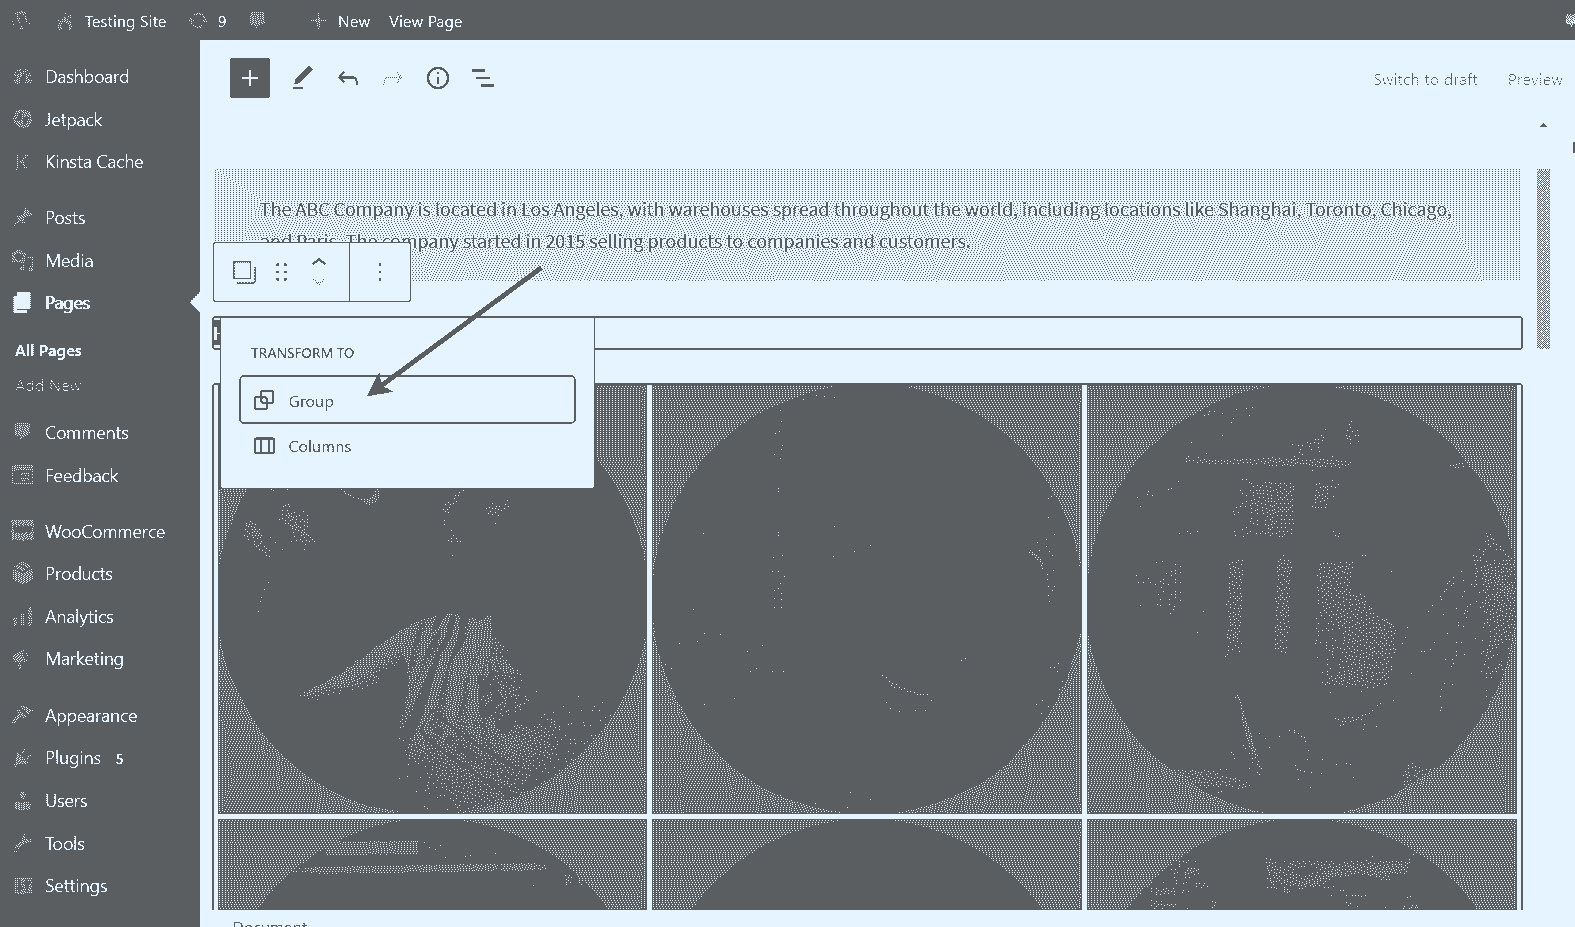 Testing Site
9
New
View Page
Dashboard
Jetpack
Kinsta Cache
Posts
Media
Pages
All Pages
Add New
Comments
Feedback
WooCommerce
Products
Analytics
Marketing
Appearance
Plugins 5
Users
Tools
Settings
Switch to draft
Preview
The ABC Company is located in Los Angeles, with warehouses spread throughout the world, including locations like Shanghai, Toronto, Chicago,
and Paris. The company started in 2015 selling products to companies and customers.
TRANSFORM TO
Group
Columns
Document